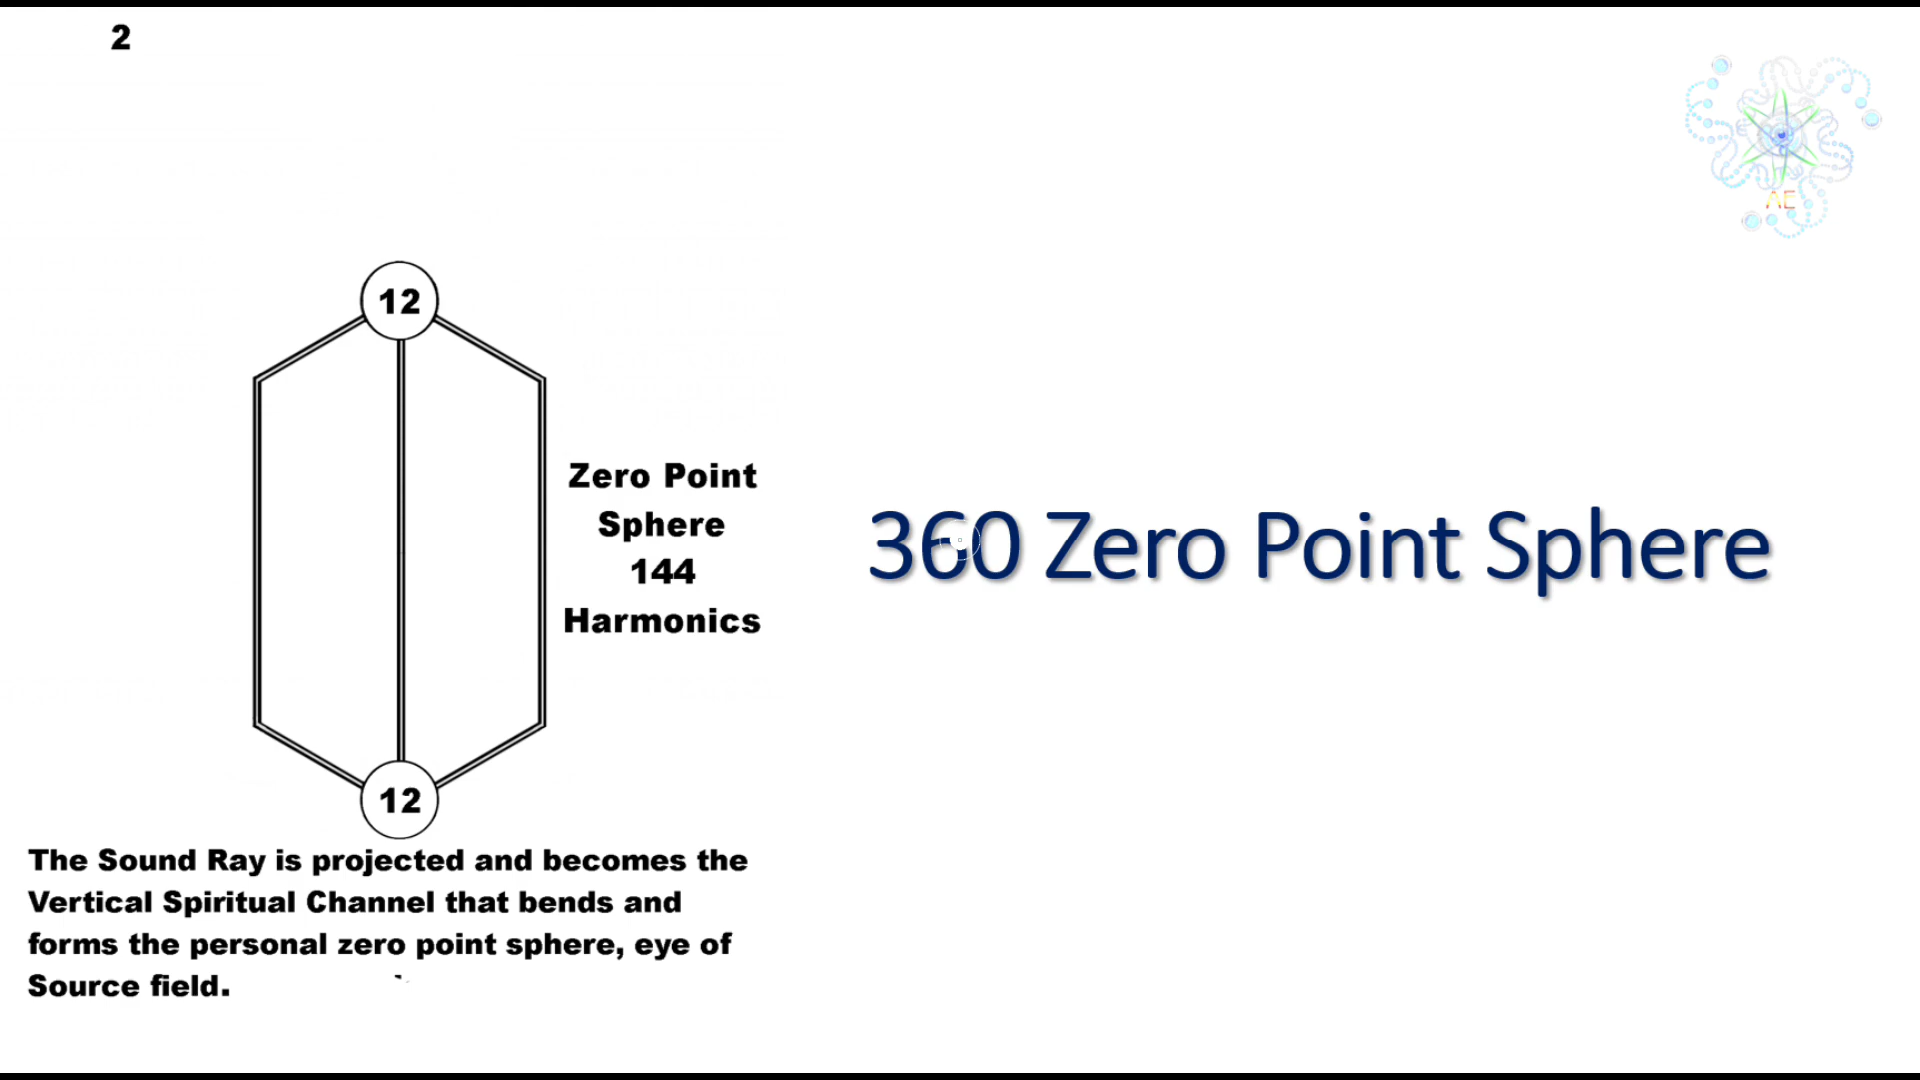 2
12
Zero Point
Sphere
144
Harmonics
360 Zero Point Sphere
12
The Sound Ray is projected and becomes the
Vertical Spiritual Channel that bends and
forms the personal zero point sphere, eye of
Source field.
AE